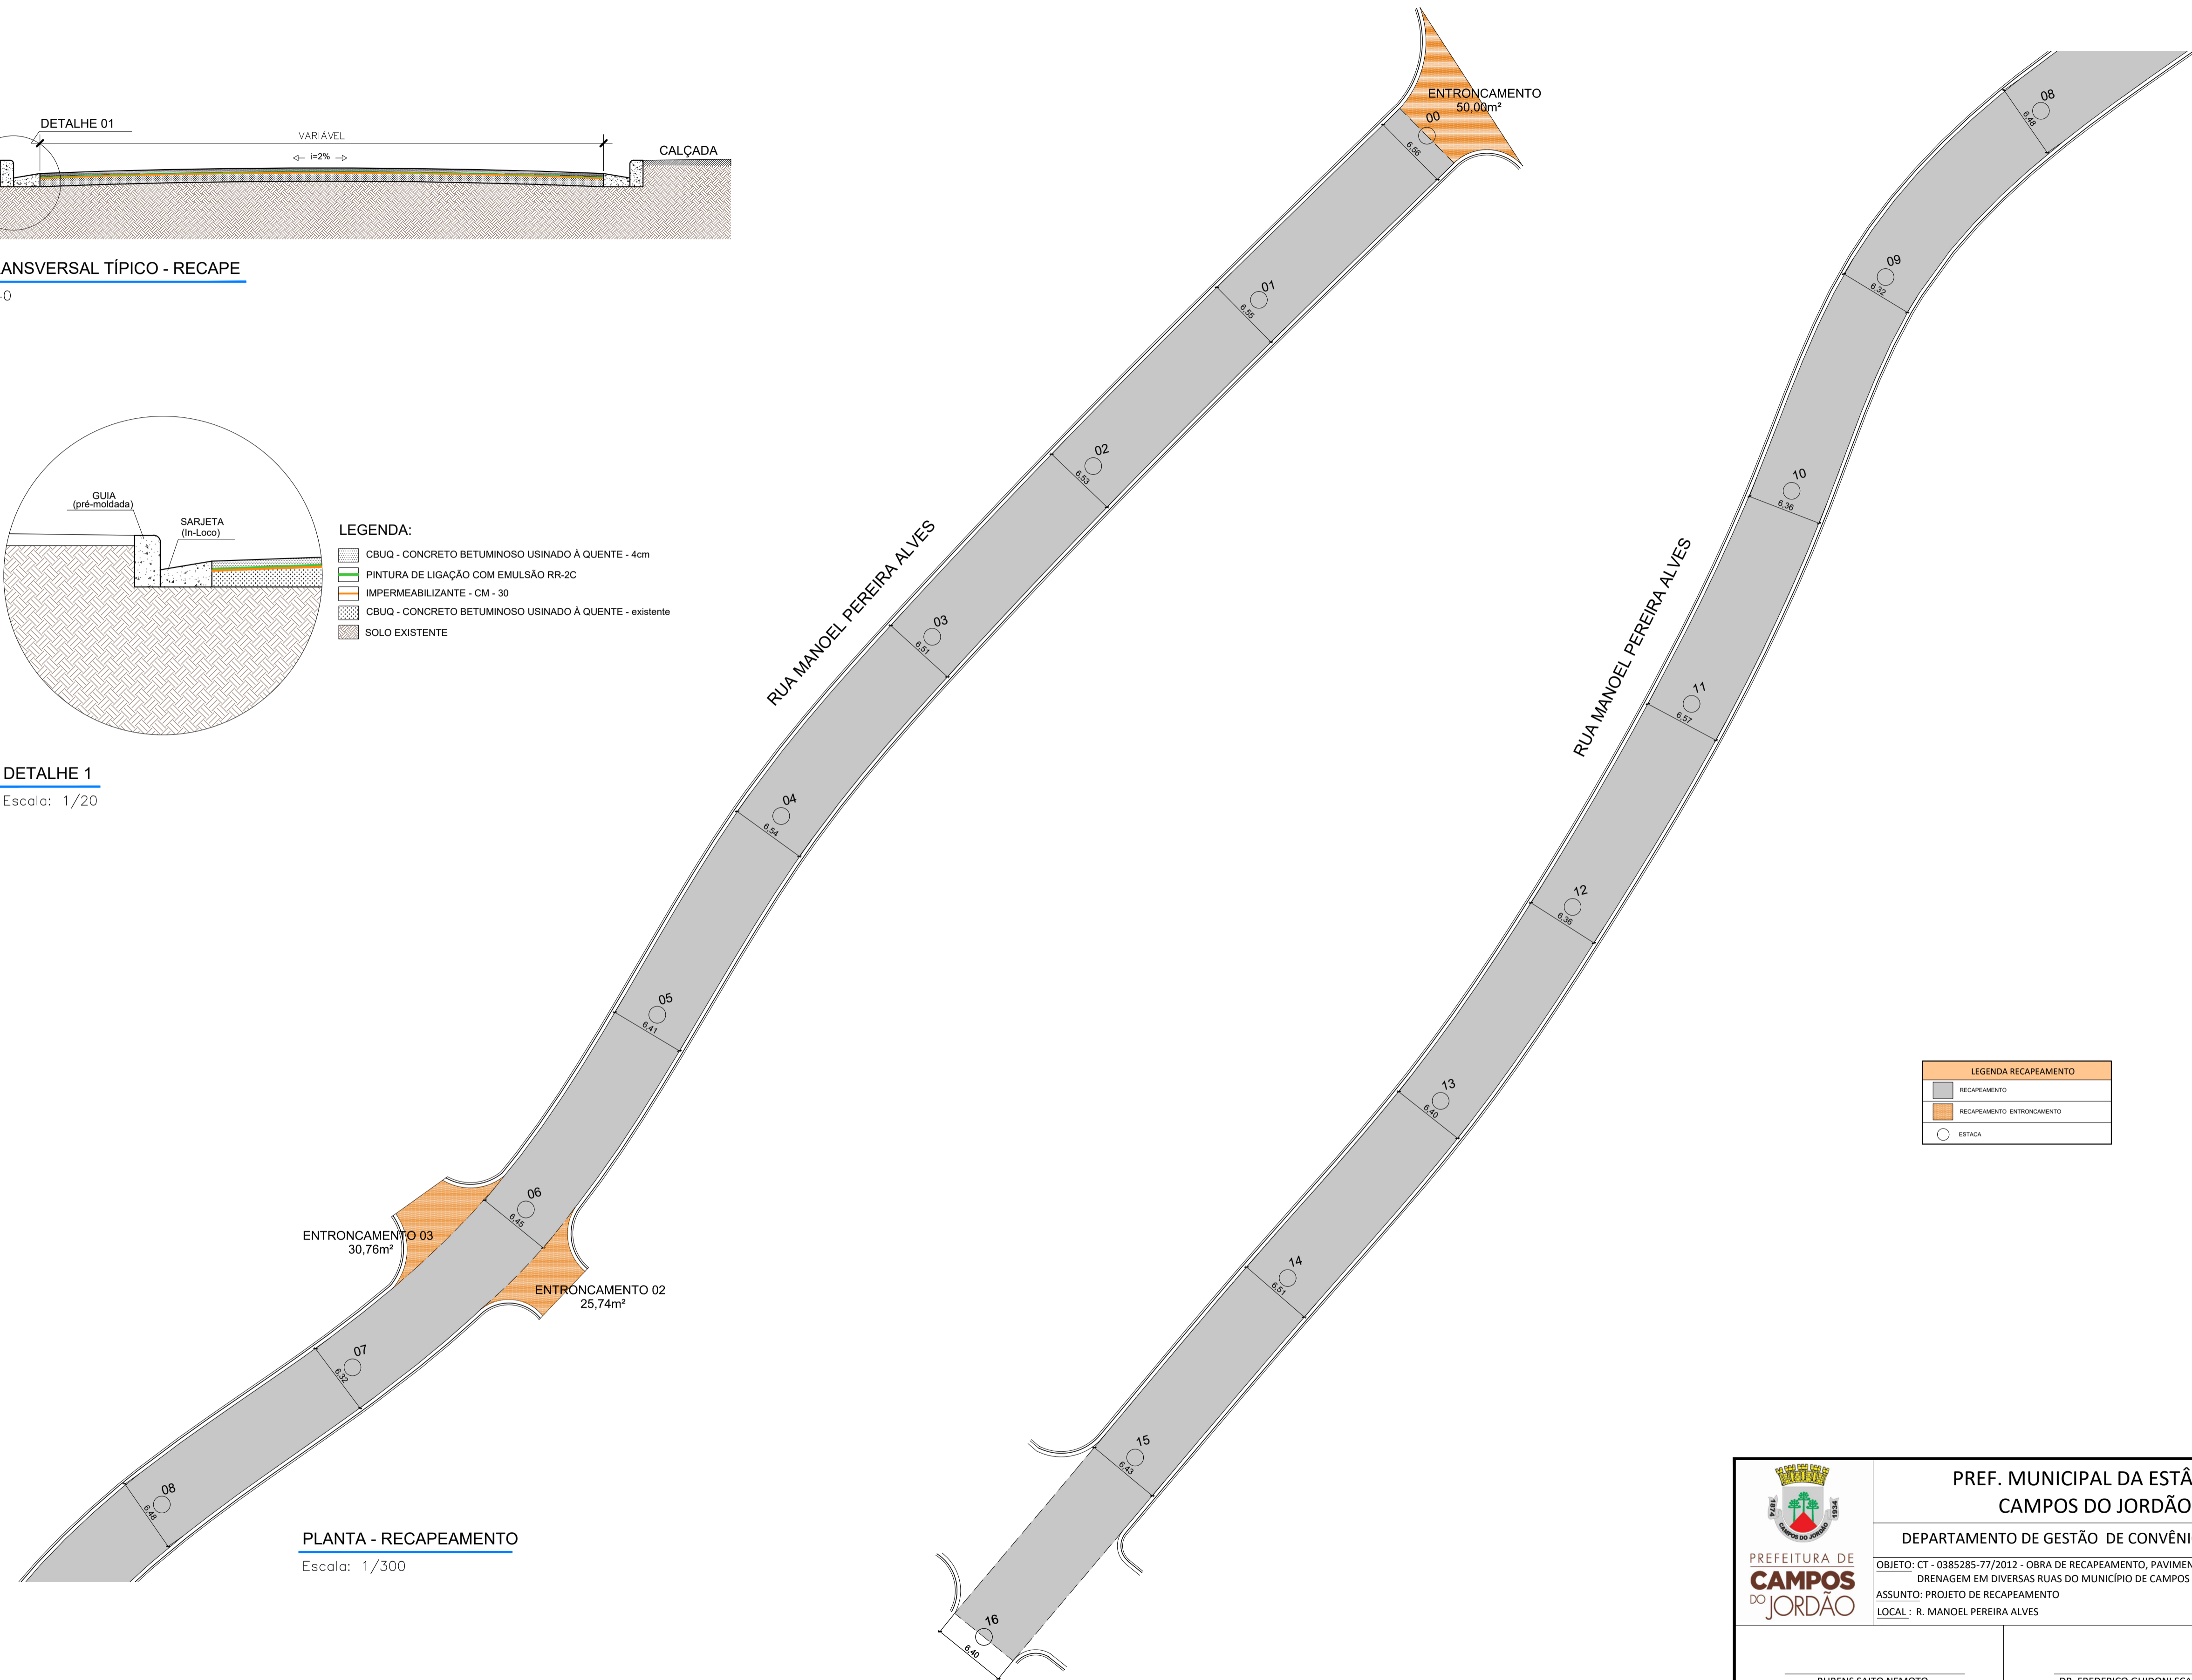 DETALHE 01
VARIÁVEL
i=2%
CALÇADA
ANSVERSAL TÍPICO - RECAPE
GUIA
(pré-moldada)
SARJETA
(In-Loco)
LEGENDA:
CBUQ - CONCRETO BETUMINOSO USINADO À QUENTE - 4cm
PINTURA DE LIGAÇÃO COM EMULSÃO RR-2C
IMPERMEABILIZANTE - CM - 30
CBUQ - CONCRETO BETUMINOSO USINADO À QUENTE - existente
SOLO EXISTENTE
DETALHE 1
Escala: 1/20
ENTRONCAMENTO
50,00m²
00
6,56
01
6,55
02
6,53
RUA MANOEL PEREIRA ALVES
03
6,51
04
6,54
05
6,41
06
6,45
ENTRONCAMENTO 03
30,76m²
ENTRONCAMENTO 02
25,74m²
07
6,32
08
6,48
PLANTA - RECAPEAMENTO
Escala: 1/300
08
6,48
09
6,32
10
6,36
RUA MANOEL PEREIRA ALVES
11
6,57
12
6,36
13
6,40
14
6,51
15
6,43
16
6,40
LEGENDA RECAPEAMENTO
RECAPEAMENTO
RECAPEAMENTO ENTRONCAMENTO
ESTACA
1874
1934
CAMPOS DO JORDÃO
PREFEITURA DE
CAMPOS
DO JORDÃO
PREF. MUNICIPAL DA ESTÂ
CAMPOS DO JORDÃO
DEPARTAMENTO DE GESTÃO DE CONVÊNI
OBJETO: CT - 0385285-77/2012 - OBRA DE RECAPEAMENTO, PAVIMEN
DRENAGEM EM DIVERSAS RUAS DO MUNICÍPIO DE CAMPOS
ASSUNTO: PROJETO DE RECAPEAMENTO
LOCAL : R. MANOEL PEREIRA ALVES